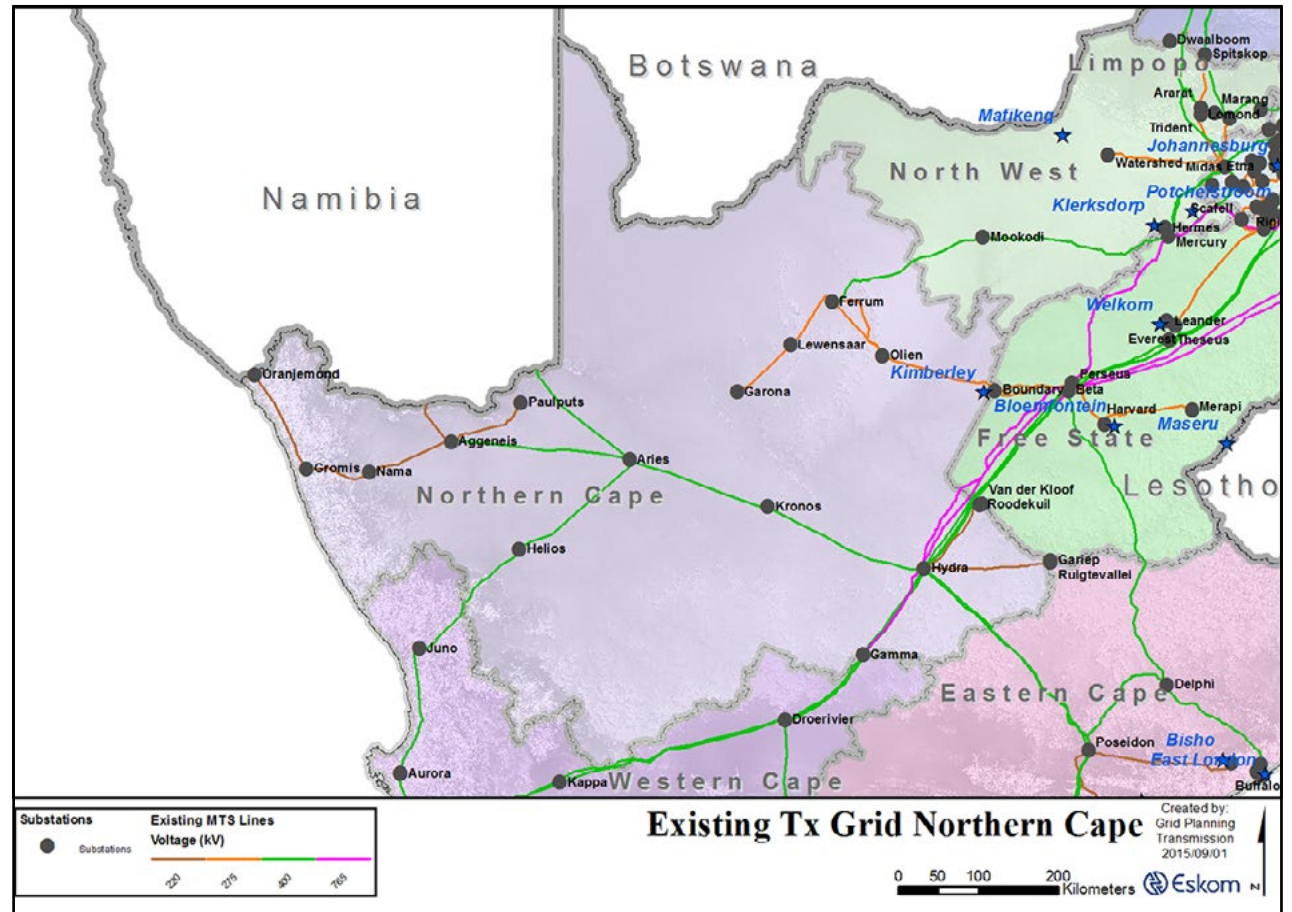 Botswana
Limpopo
Dwaalboom
Spitskop
Ararat
Marang
Lomond
Trident
Mafikeng
Johannesburg
Watershed
Midas
Etna
North West
Potchefstroom
Klerksdorp
Scafell
Hermes
Mercury
Namibia
Mookodi
Ferrum
Welkom
Leander
Everest
Theseus
Lewensaar
Olien
Kimberley
Oranjemond
Perseus
Garona
Boundary
Beta
Paulputs
Bloemfontein
Harvard
Merapi
Maseru
Aggeneis
Free State
Aries
Gromis
Nama
Northern Cape
Lesotho
Van der Kloof
Roodekuil
Kronos
Helios
Hydra
Gariep
Ruigtevallei
Juno
Gamma
Eastern Cape
Delphi
Droerivier
Poseidon
Bisho
East London
Aurora
Kappa
Western Cape
Buffalo
Substations
Substations
Existing MTS Lines
Voltage (kV)
220
275
400
765
Existing Tx Grid Northern Cape
Created by:
Grid Planning
Transmission
2015/09/01
0 50 100 200
Kilometers
Eskom
N